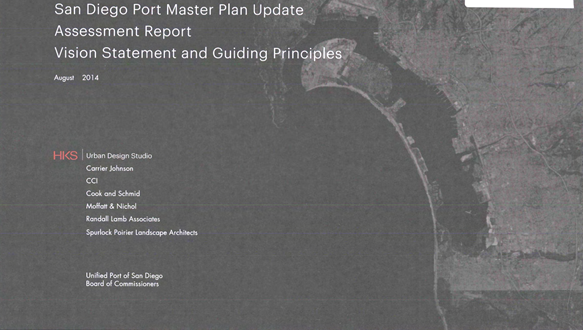 San Diego Port Master Plan Update
Assessment Report
Vision Statement and Guiding Principles
August 2014
HKS | Urban Design Studio
Carrier Johnson
CCI
Cook and Schmid
Moffatt & Nichol
Randall Lamb Associates
Spurlock Poirier Landscape Architects
Unified Port of San Diego
Board of Commissioners